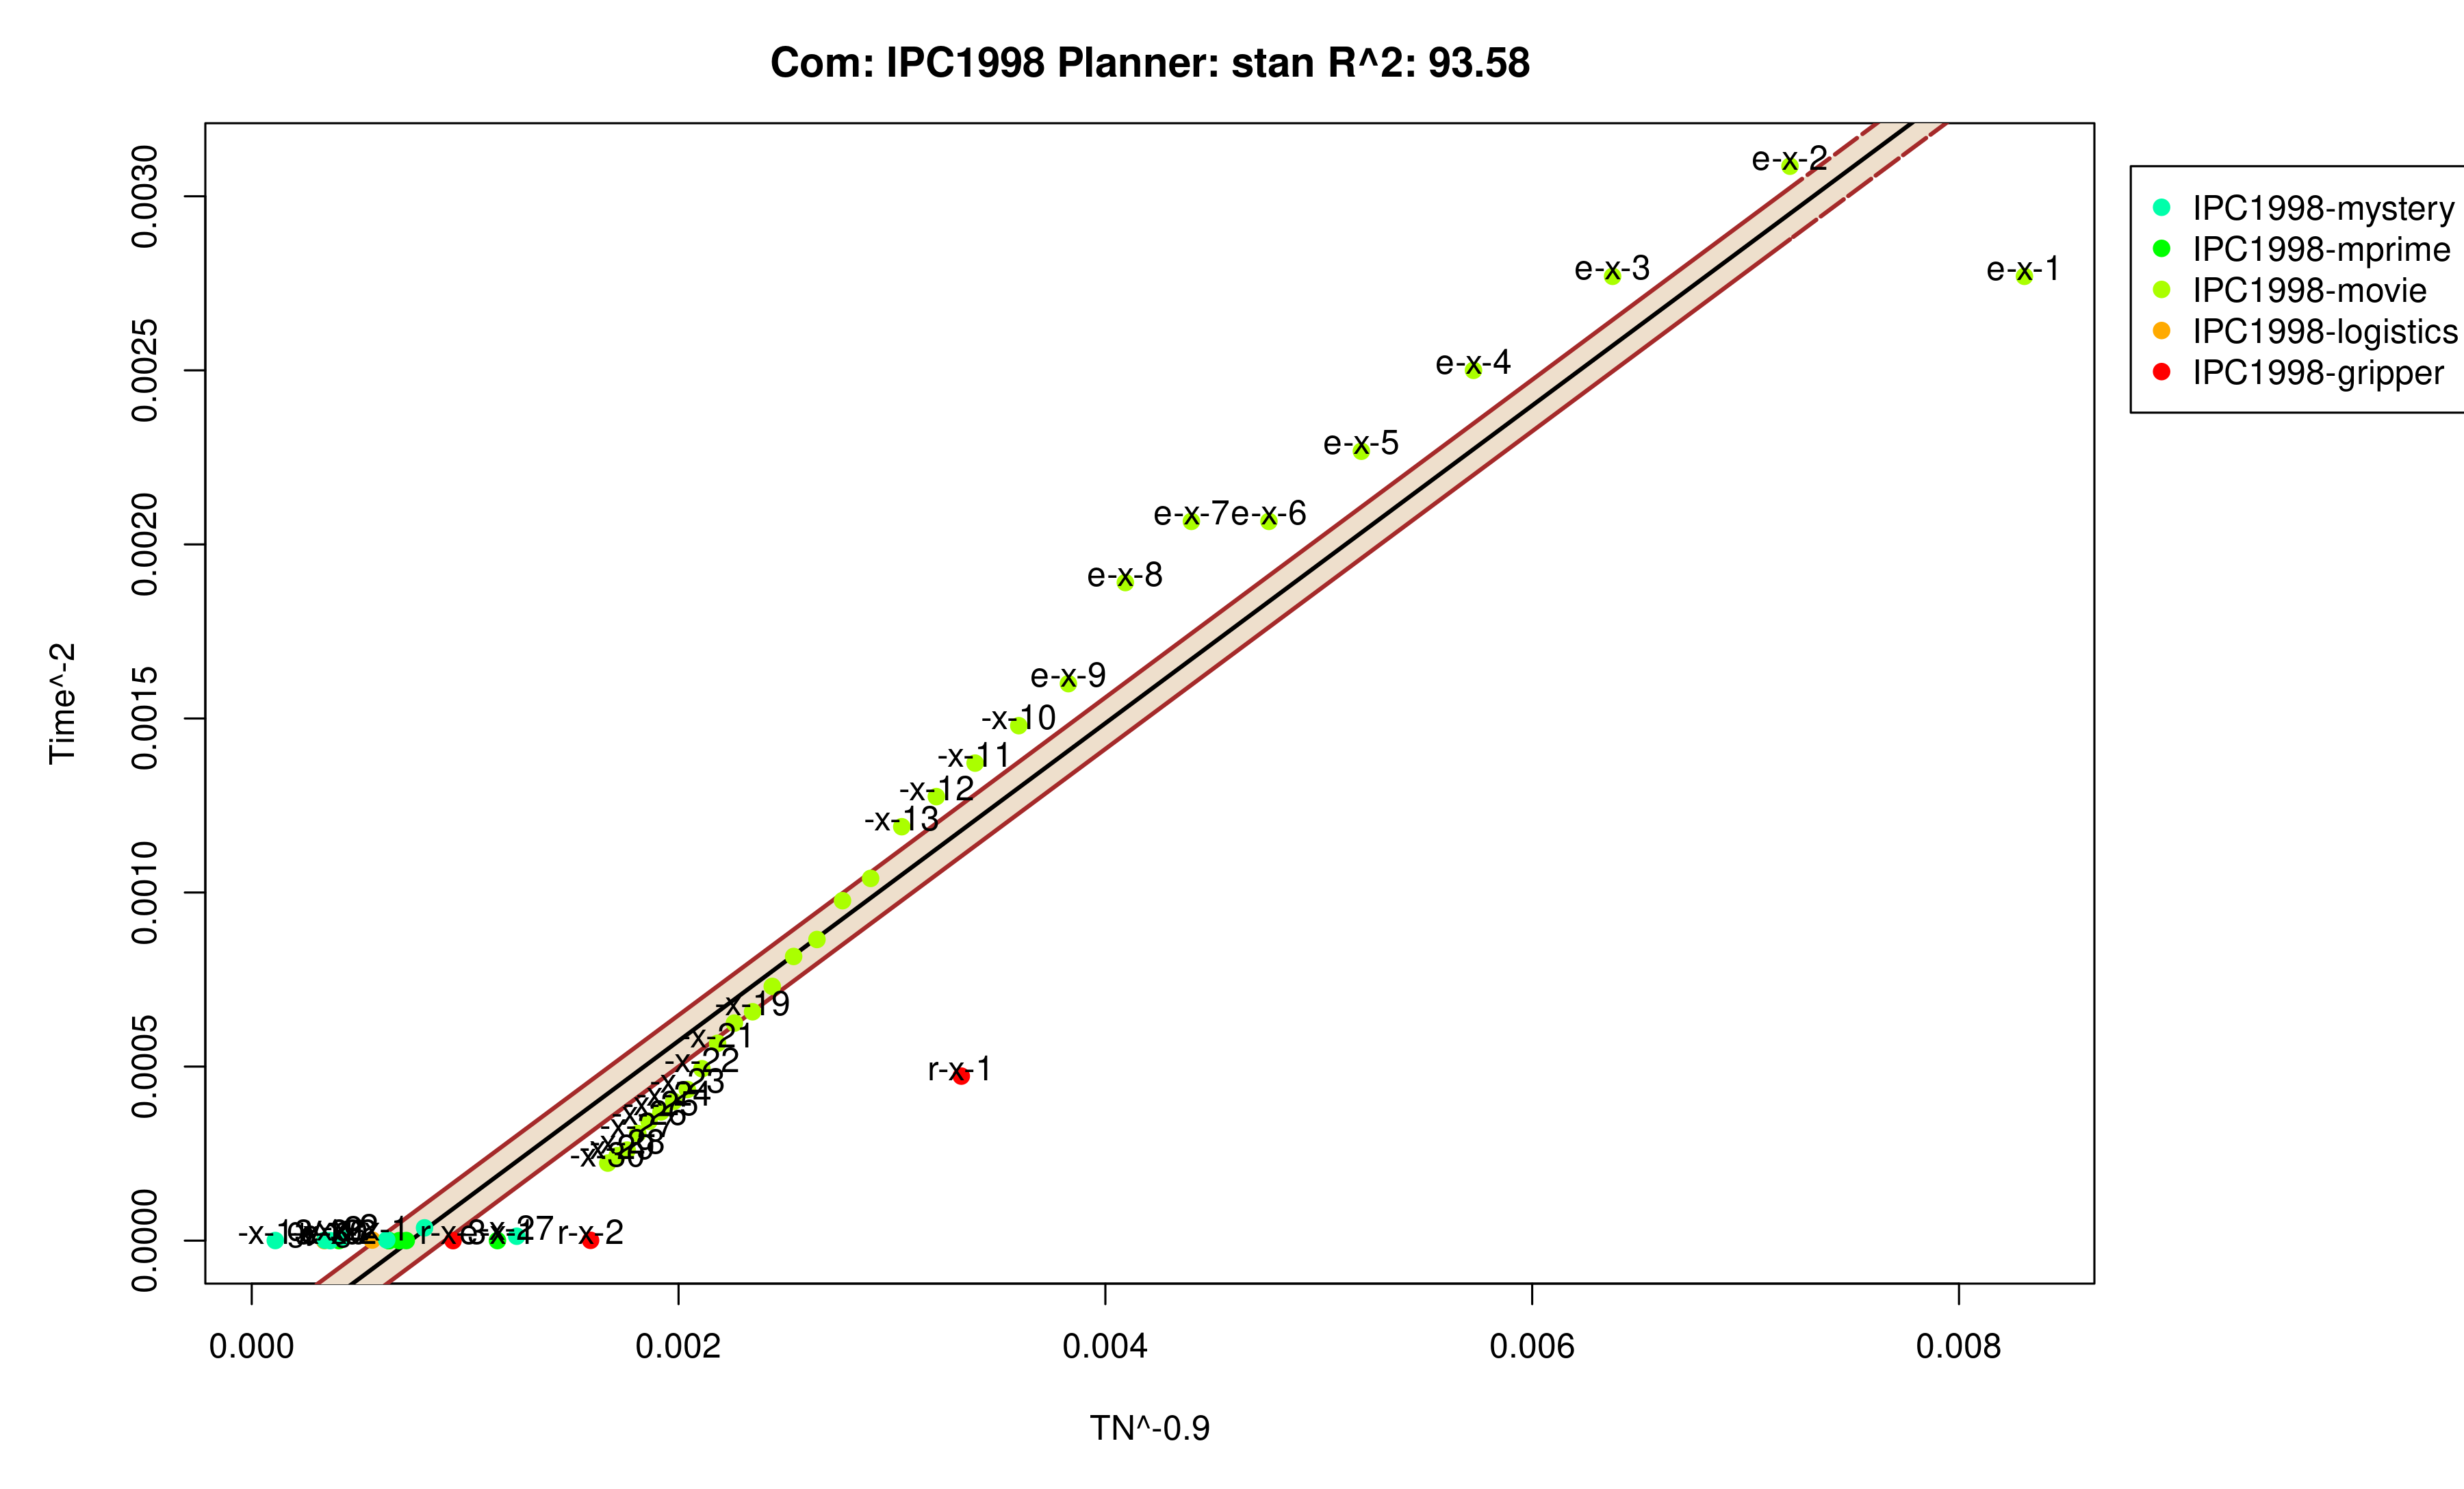 Com: IPC1998 Planner: stan R^2: 93.58
Time^-2
0.0030
0.0025
0.0020
0.0015
0.0010
0.0005
0.0000
e-x-2
e-x-3
e-x-1
e-x-4
e-x-5
e-x-7
e-x-6
e-x-8
e-x-9
-x-10
-x-11
-x-12
-x-13
-x-19
-x-21
-x-22
r-x-1
-x-30
r-x-2
0.000
0.002
0.004
0.006
0.008
TN^-0.9
IPC1998-mystery
IPC1998-mprime
IPC1998-movie
IPC1998-logistics
IPC1998-gripper